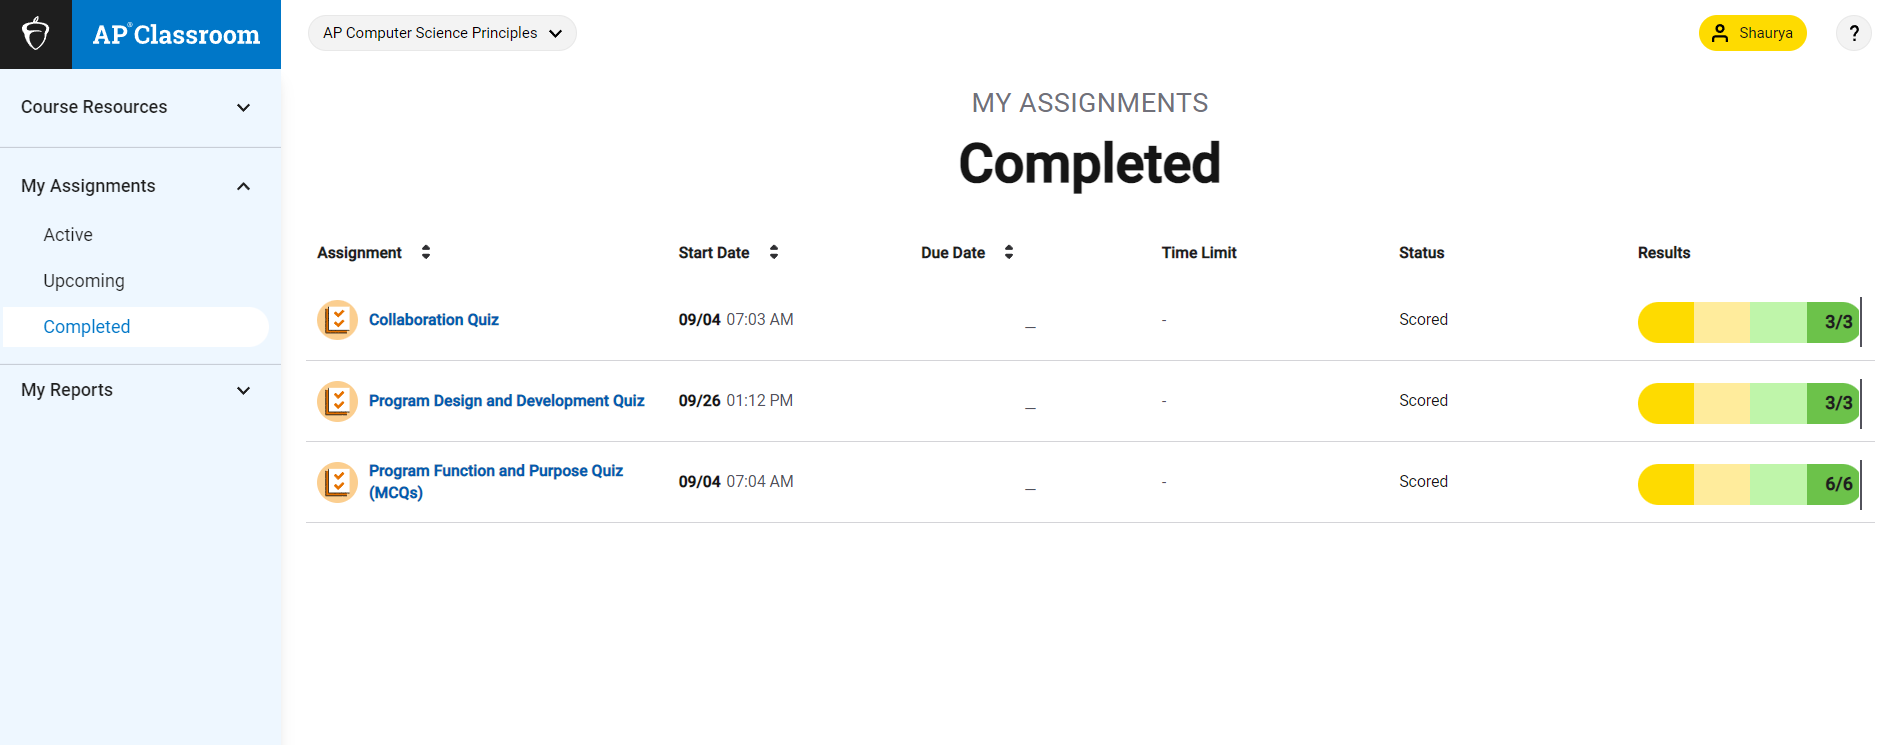 AP® Classroom
AP Computer Science Principles
Shaurya
?
Course Resources
My Assignments
Active
Upcoming
Completed
My Reports
MY ASSIGNMENTS
Completed
Assignment Start Date Due Date Time Limit Status Results
Collaboration Quiz 09/04 07:03 AM _ - Scored 3/3
Program Design and Development Quiz 09/26 01:12 PM _ - Scored 3/3
Program Function and Purpose Quiz
(MCQs) 09/04 07:04 AM _ - Scored 6/6